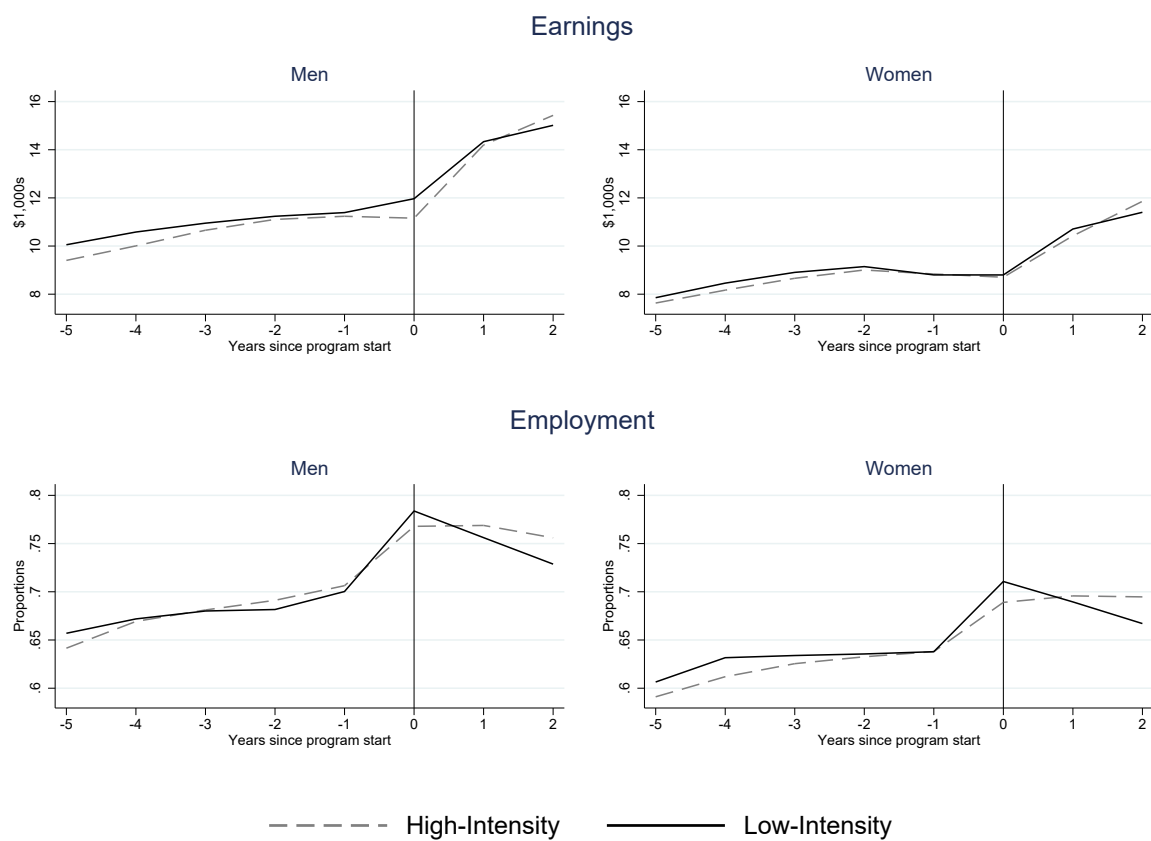 Earnings
Men
16
14
12
10
8
$1,000s
-5 -4 -3 -2 -1 0 1 2
Years since program start
Women
16
14
12
10
8
$1,000s
-5 -4 -3 -2 -1 0 1 2
Years since program start
Employment
Men
.8
.75
.7
.65
.6
Proportions
-5 -4 -3 -2 -1 0 1 2
Years since program start
Women
.8
.75
.7
.65
.6
Proportions
-5 -4 -3 -2 -1 0 1 2
Years since program start
High-Intensity Low-Intensity